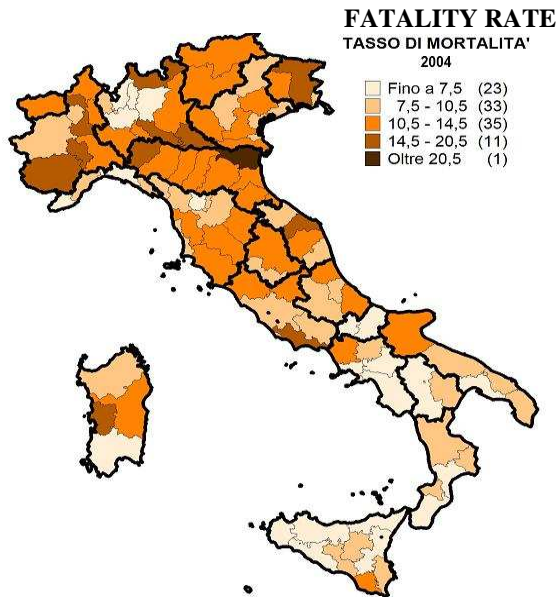 FATALITY RATE
TASSO DI MORTALITA'
2004
Fino a 7,5 (23)
7,5 - 10,5 (33)
10,5 - 14,5 (35)
14,5 - 20,5 (11)
Oltre 20,5 (1)